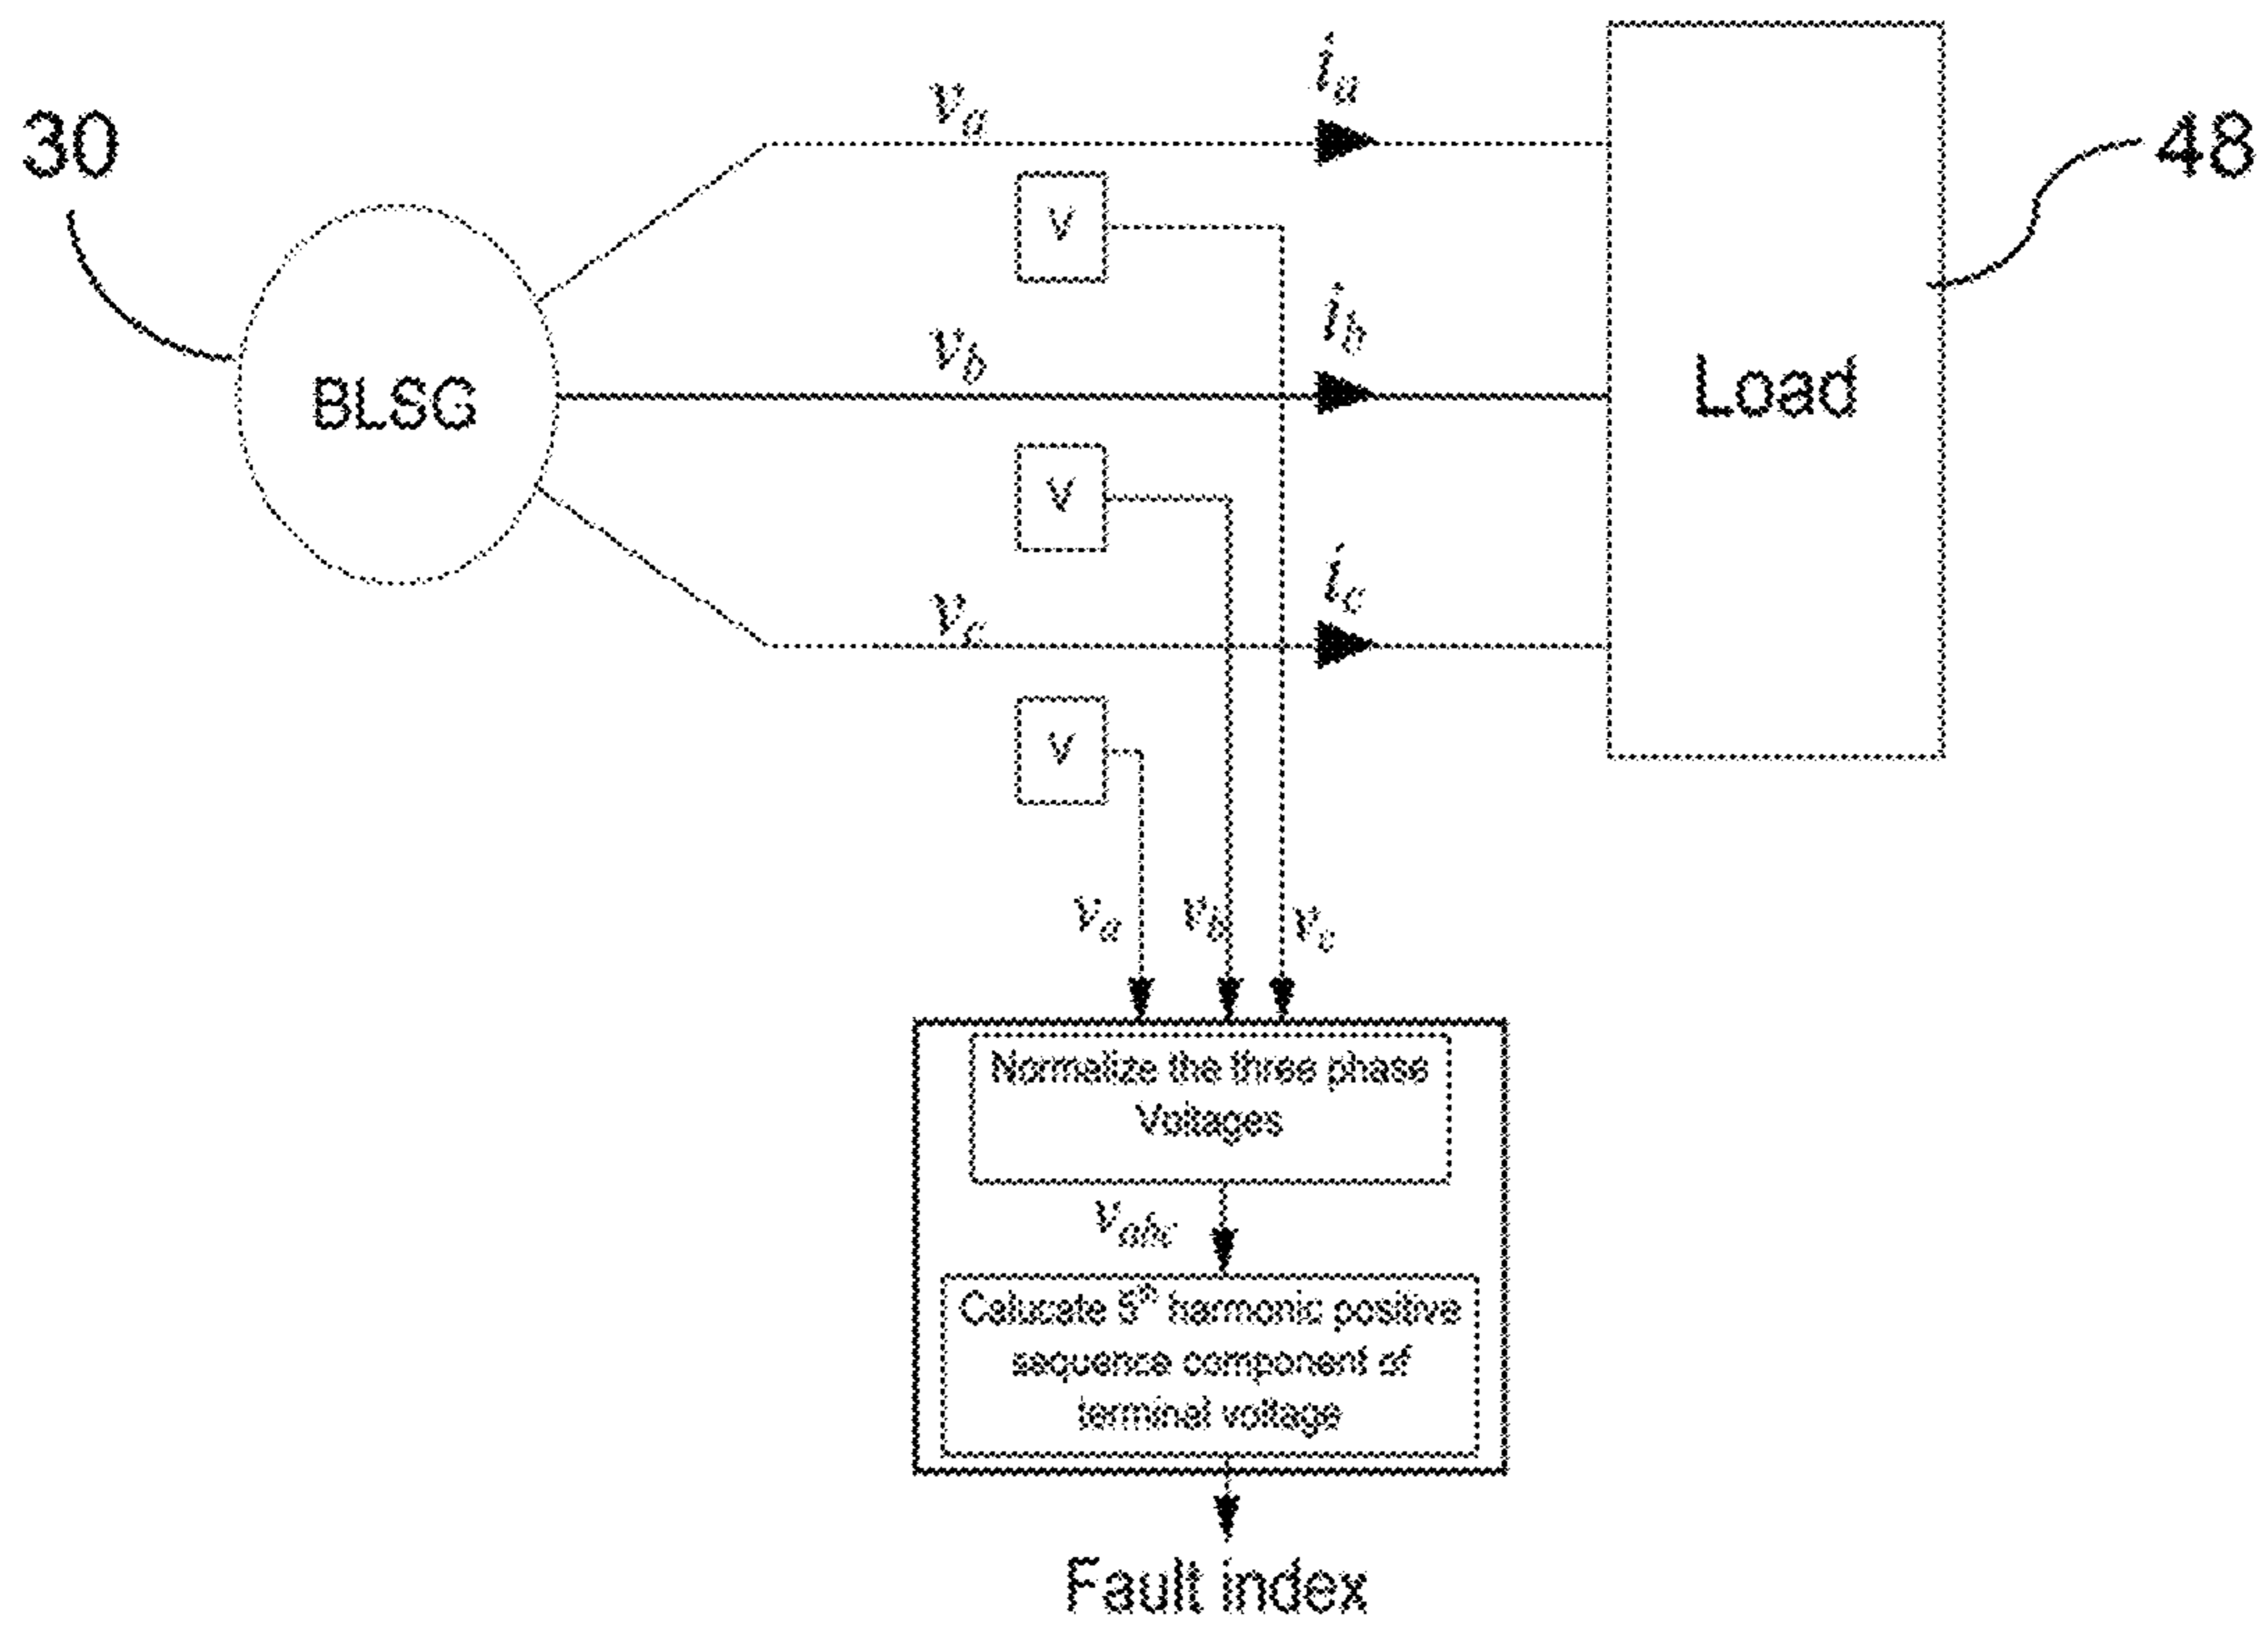 30
v_a
i_a
48
v
v_b
i_b
BLSG
Load
v
v_c
i_c
v
v_a v_b v_c
Normalize the three phase
Voltages
v_abc
Calucate harmonic positive
sequence component of
terminal voltage
Fault index